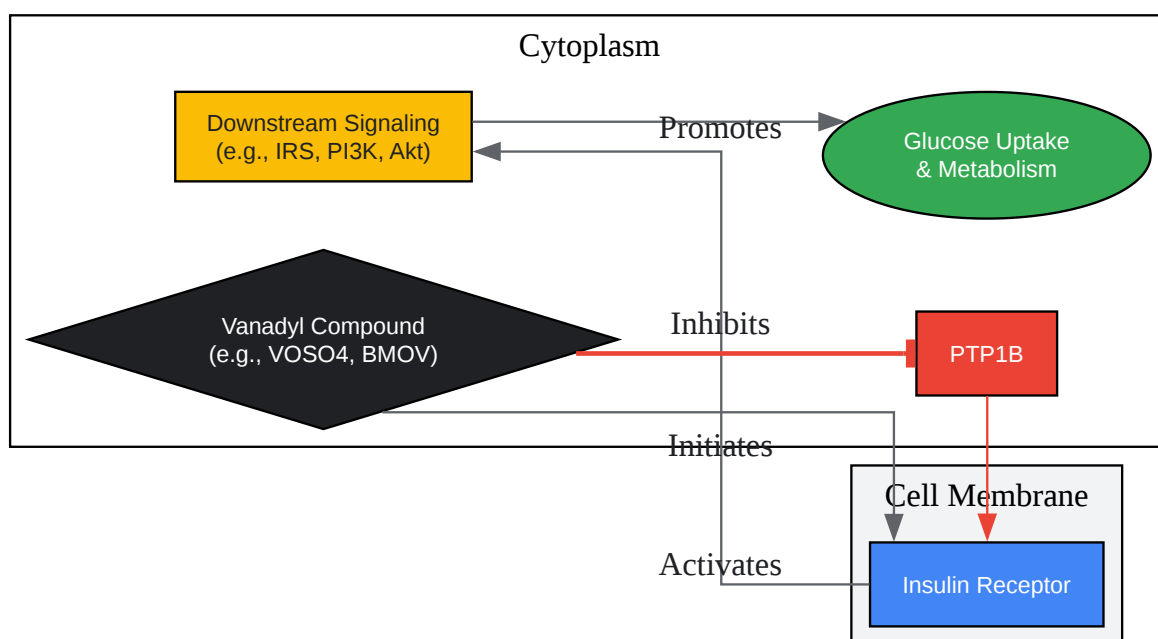 Cytoplasm
Downstream Signaling
(e.g., IRS, PI3K, Akt)
Promotes
Glucose Uptake
& Metabolism
Vanadyl Compound
(e.g., VOSO4, BMOV)
Inhibits
PTP1B
Initiates
Cell Membrane
Activates
Insulin Receptor